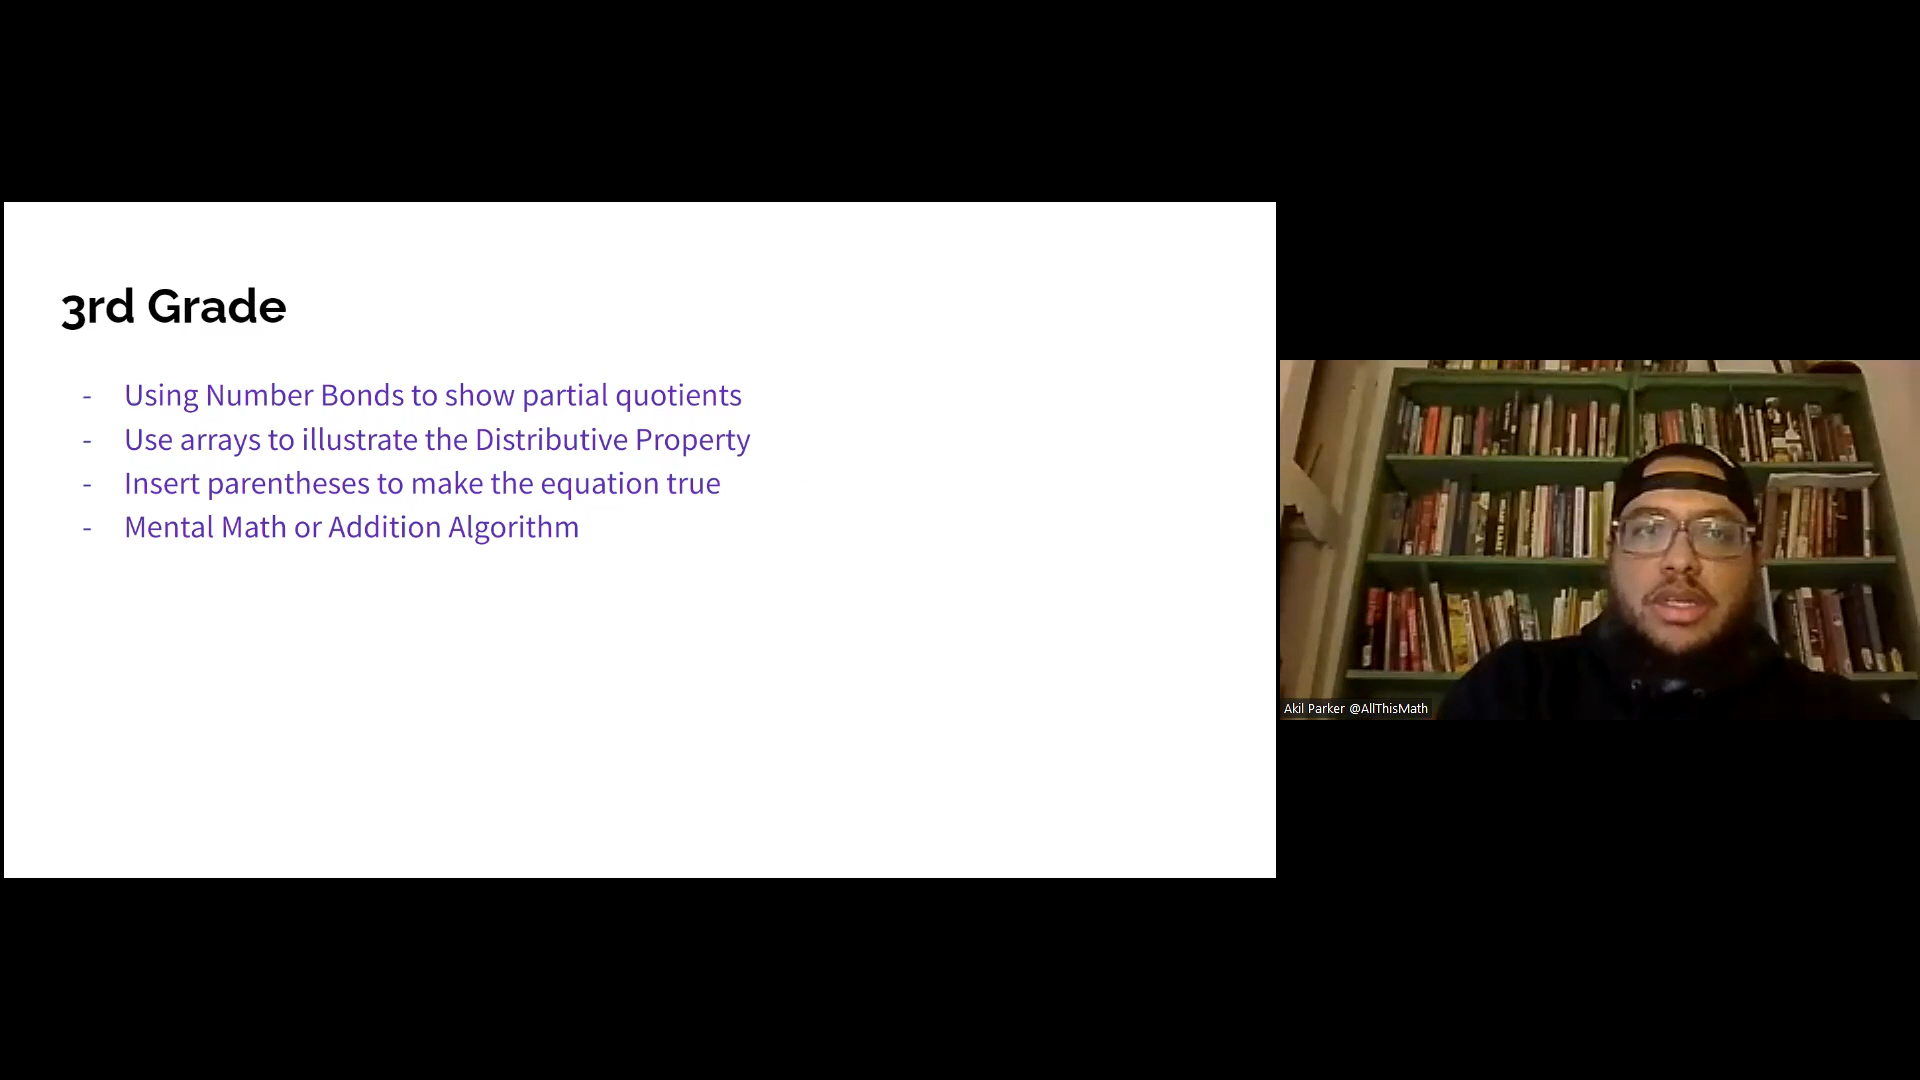 3rd Grade
- Using Number Bonds to show partial quotients
- Use arrays to illustrate the Distributive Property
- Insert parentheses to make the equation true
- Mental Math or Addition Algorithm
Akil Parker @AllThisMath